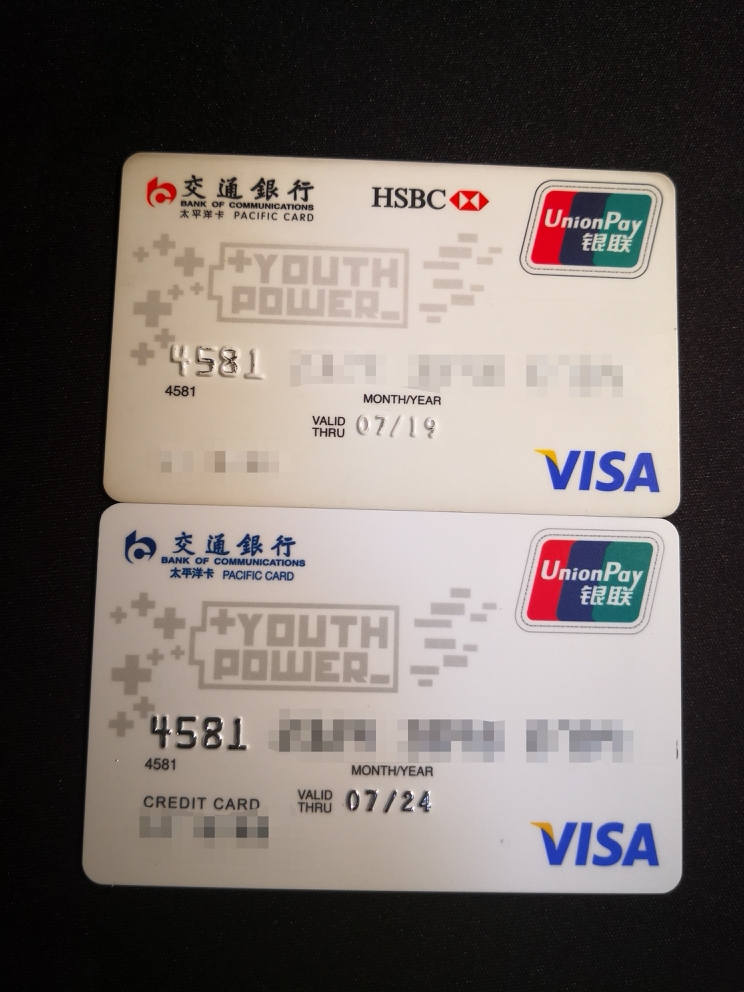 交通銀行
BANK OF COMMUNICATIONS
太平洋卡 PACIFIC CARD
HSBC
UnionPay
银联
+YOUTH
POWER_
4581
4581
MONTH/YEAR
VALID
THRU 07/19
VISA
交通銀行
BANK OF COMMUNICATIONS
太平洋卡 PACIFIC CARD
UnionPay
银联
+YOUTH
POWER_
4581
4581
MONTH/YEAR
CREDIT CARD
VALID
THRU 07/24
VISA